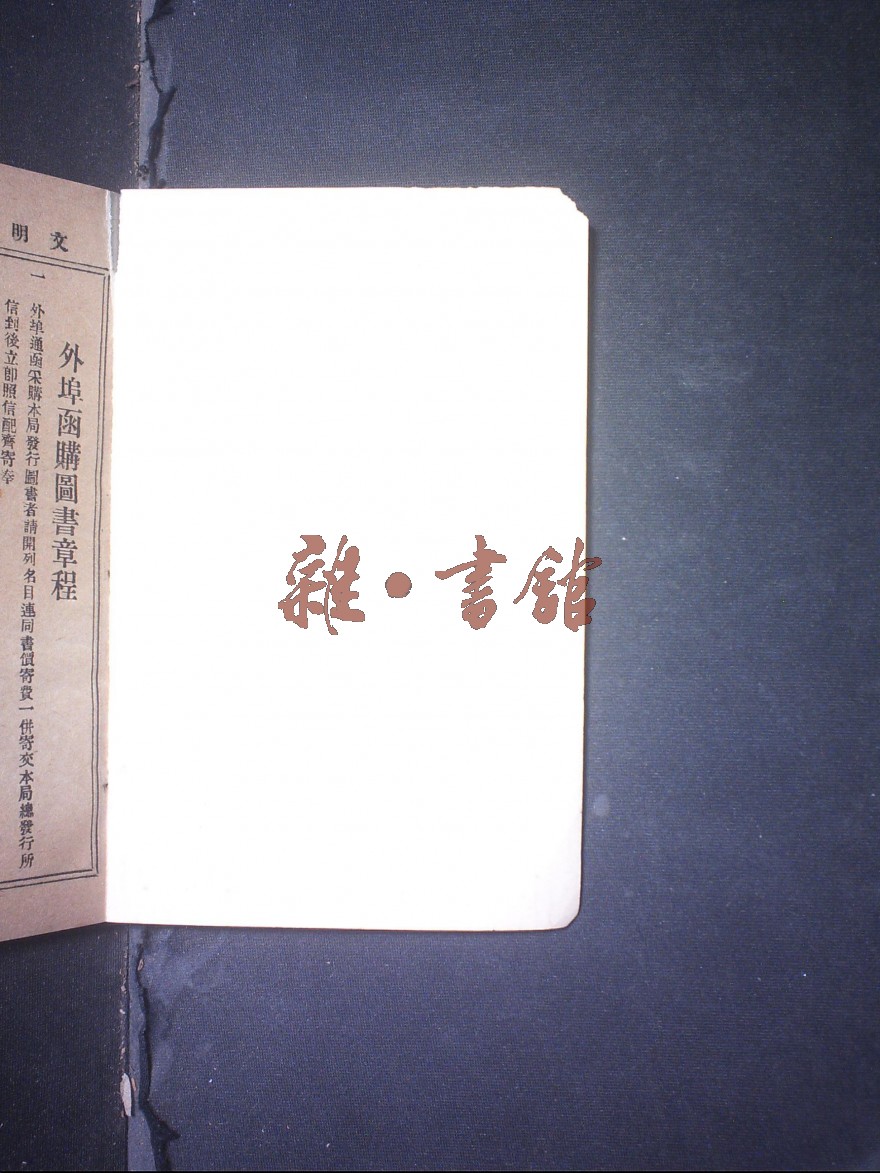 文明
外埠函購圖書章程
一
外埠通函采購本局發行圖書者請開列名目連同書價寄費一併寄交本局總發行所
信到後立即照信配齊寄奉
雜·書館